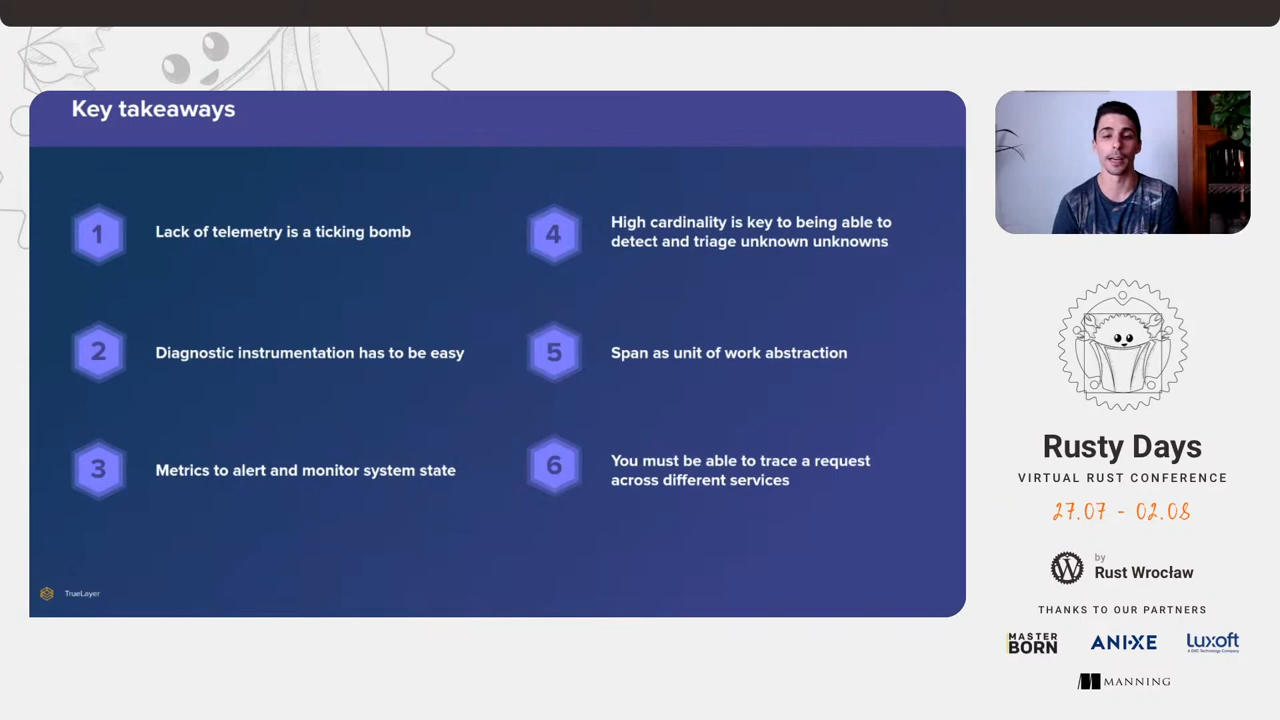 Key takeaways
1
Lack of telemetry is a ticking bomb
2
Diagnostic instrumentation has to be easy
3
Metrics to alert and monitor system state
4
High cardinality is key to being able to
detect and triage unknown unknowns
5
Span as unit of work abstraction
6
You must be able to trace a request
across different services
TrueLayer
Rusty Days
VIRTUAL RUST CONFERENCE
27.07 - 02.08
by
Rust Wrocław
THANKS TO OUR PARTNERS
MASTER
BORN
ANIXE
Luxoft
A DXC Technology Company
MANNING